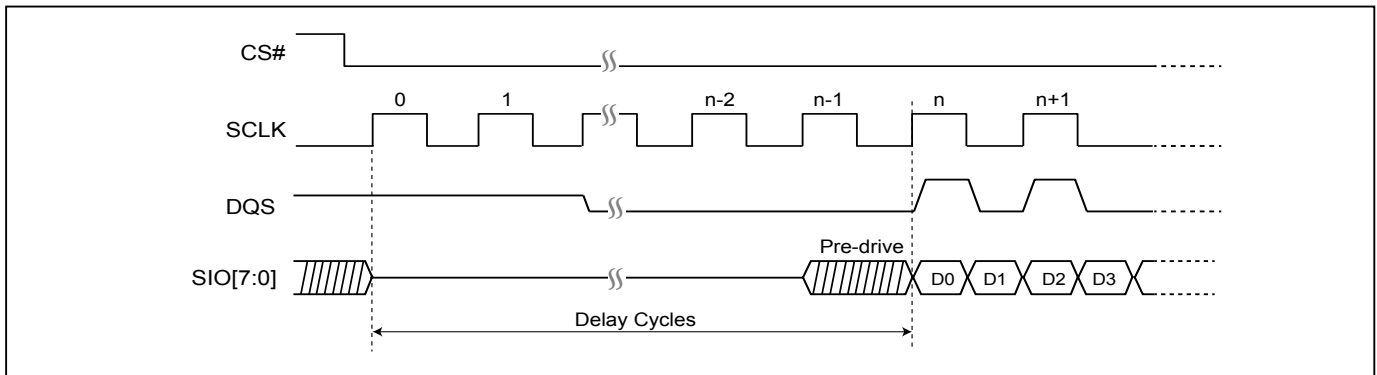 CS#
0 1 n-2 n-1 n n+1
SCLK
DQS
Pre-drive
SIO[7:0] D0 D1 D2 D3
Delay Cycles